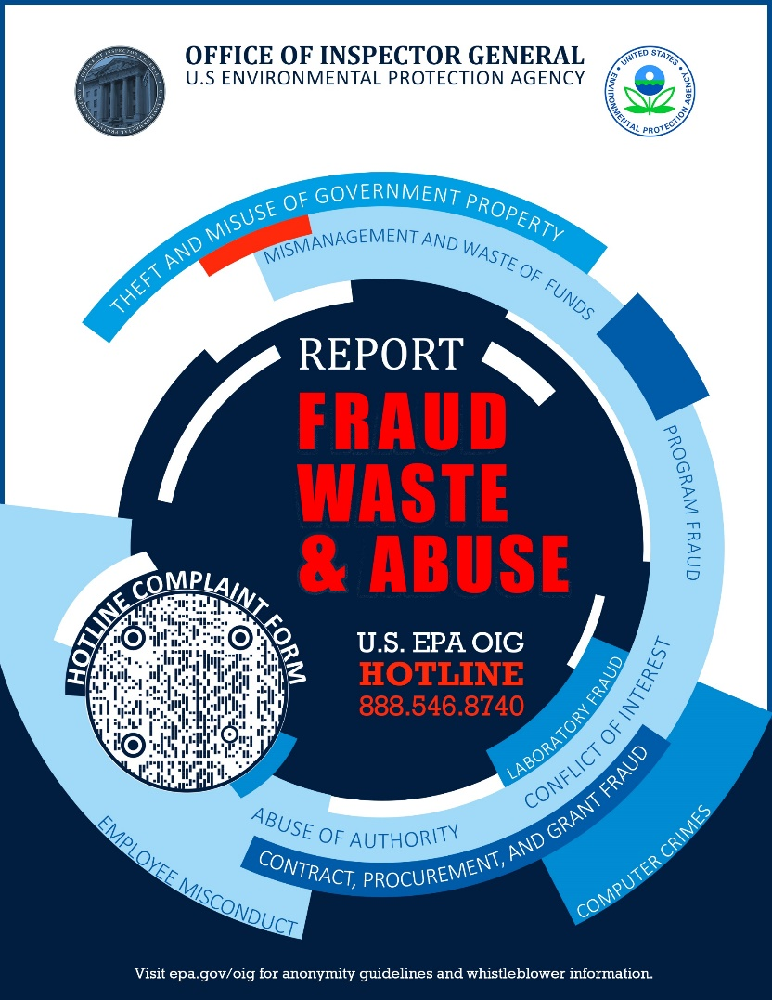 OFFICE OF INSPECTOR GENERAL
U.S ENVIRONMENTAL PROTECTION AGENCY
UNITED STATES
ENVIRONMENTAL PROTECTION AGENCY
THEFT AND MISUSE OF GOVERNMENT PROPERTY
MISMANAGEMENT AND WASTE OF FUNDS
PROGRAM FRAUD
REPORT
FRAUD
WASTE
& ABUSE
U.S. EPA OIG
HOTLINE
888.546.8740
HOTLINE COMPLAINT FORM
LABORATORY FRAUD
CONFLICT OF INTEREST
ABUSE OF AUTHORITY
CONTRACT, PROCUREMENT, AND GRANT FRAUD
COMPUTER CRIMES
EMPLOYEE MISCONDUCT
Visit epa.gov/oig for anonymity guidelines and whistleblower information.